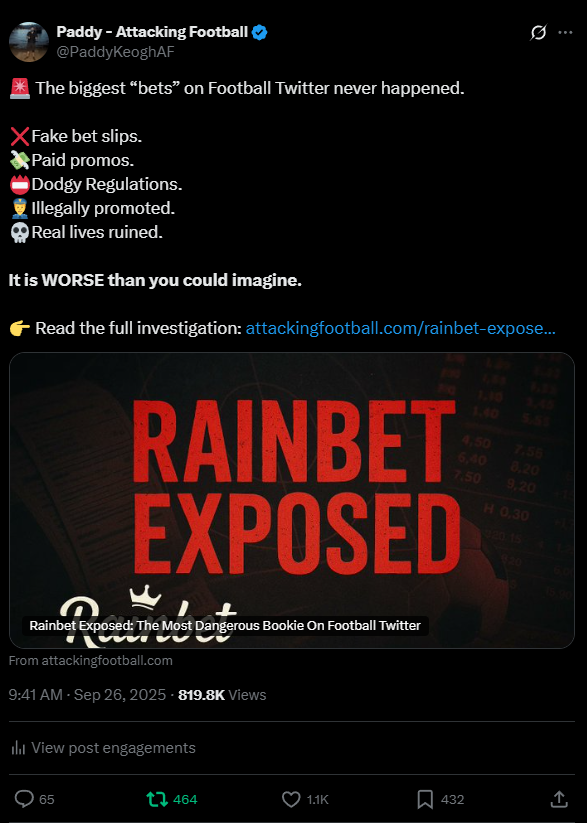 Paddy - Attacking Football
@PaddyKeoghAF
🚨 The biggest “bets” on Football Twitter never happened.
❌Fake bet slips.
💸Paid promos.
📛Dodgy Regulations.
👮Illegally promoted.
💀Real lives ruined.
It is WORSE than you could imagine.
👉 Read the full investigation: attackingfootball.com/rainbet-expose…
RAINBET
EXPOSED
Rainbet
Rainbet Exposed: The Most Dangerous Bookie On Football Twitter
From attackingfootball.com
9:41 AM · Sep 26, 2025 · 819.8K Views
View post engagements
65 464 1.1K 432